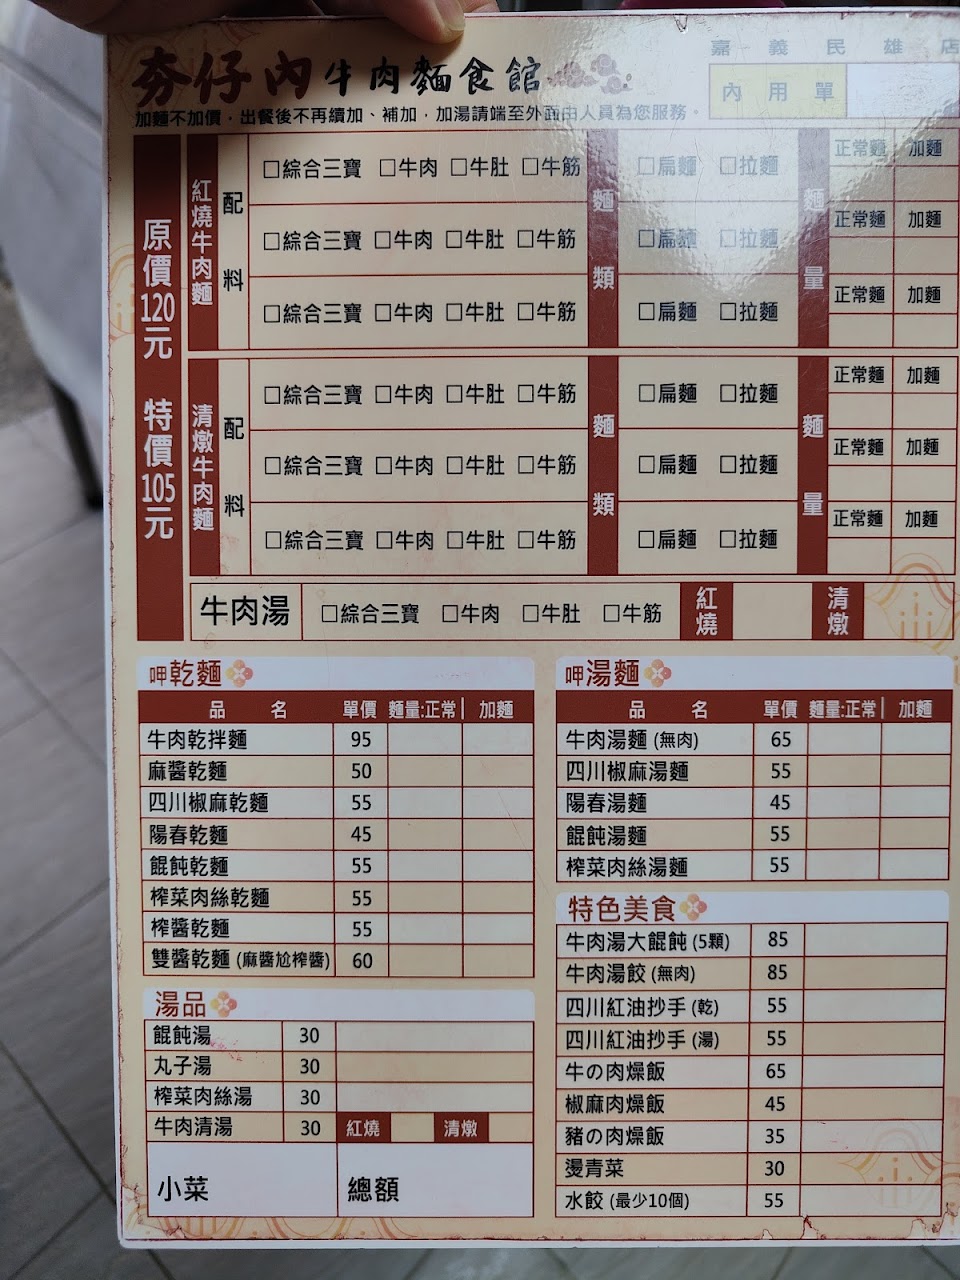 嘉義民雄店
夯仔內牛肉麵食館
內用單
加麵不加價，出餐後不再續加、補加，加湯請端至外面由人員為您服務。
原價120元 特價105元
紅燒牛肉麵
配料
□綜合三寶 □牛肉 □牛肚 □牛筋
□綜合三寶 □牛肉 □牛肚 □牛筋
□綜合三寶 □牛肉 □牛肚 □牛筋
麵類
□扁麵 □拉麵
□扁麵 □拉麵
□扁麵 □拉麵
麵量
正常麵 加麵
正常麵 加麵
正常麵 加麵
清燉牛肉麵
配料
□綜合三寶 □牛肉 □牛肚 □牛筋
□綜合三寶 □牛肉 □牛肚 □牛筋
□綜合三寶 □牛肉 □牛肚 □牛筋
麵類
□扁麵 □拉麵
□扁麵 □拉麵
□扁麵 □拉麵
麵量
正常麵 加麵
正常麵 加麵
正常麵 加麵
牛肉湯 □綜合三寶 □牛肉 □牛肚 □牛筋 紅燒 清燉
呷乾麵
品名 單價 麵量:正常| 加麵
牛肉乾拌麵 95
麻醬乾麵 50
四川椒麻乾麵 55
陽春乾麵 45
餛飩乾麵 55
榨菜肉絲乾麵 55
榨醬乾麵 55
雙醬乾麵 (麻醬尬榨醬) 60
湯品
餛飩湯 30
丸子湯 30
榨菜肉絲湯 30
牛肉清湯 30 紅燒 清燉
小菜 總額
呷湯麵
品名 單價 麵量:正常| 加麵
牛肉湯麵 (無肉) 65
四川椒麻湯麵 55
陽春湯麵 45
餛飩湯麵 55
榨菜肉絲湯麵 55
特色美食
牛肉湯大餛飩 (5顆) 85
牛肉湯餃 (無肉) 85
四川紅油抄手 (乾) 55
四川紅油抄手 (湯) 55
牛の肉燥飯 65
椒麻肉燥飯 45
豬の肉燥飯 35
燙青菜 30
水餃 (最少10個) 55